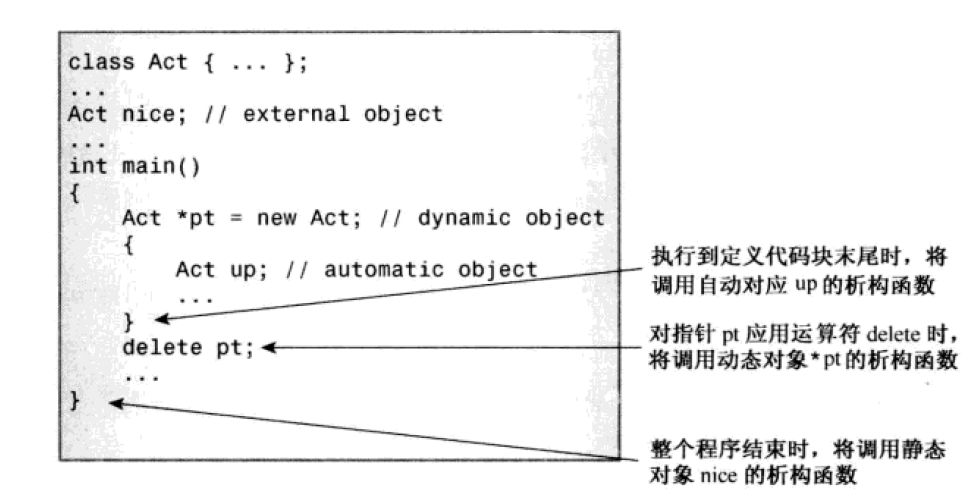 class Act { ... };
...
Act nice; // external object
...
int main()
{
Act *pt = new Act; // dynamic object
{
Act up; // automatic object
...
}
delete pt;
...
}
执行到定义代码块末尾时，将
调用自动对应 up 的析构函数
对指针 pt 应用运算符 delete 时，
将调用动态对象*pt 的析构函数
整个程序结束时，将调用静态
对象 nice 的析构函数